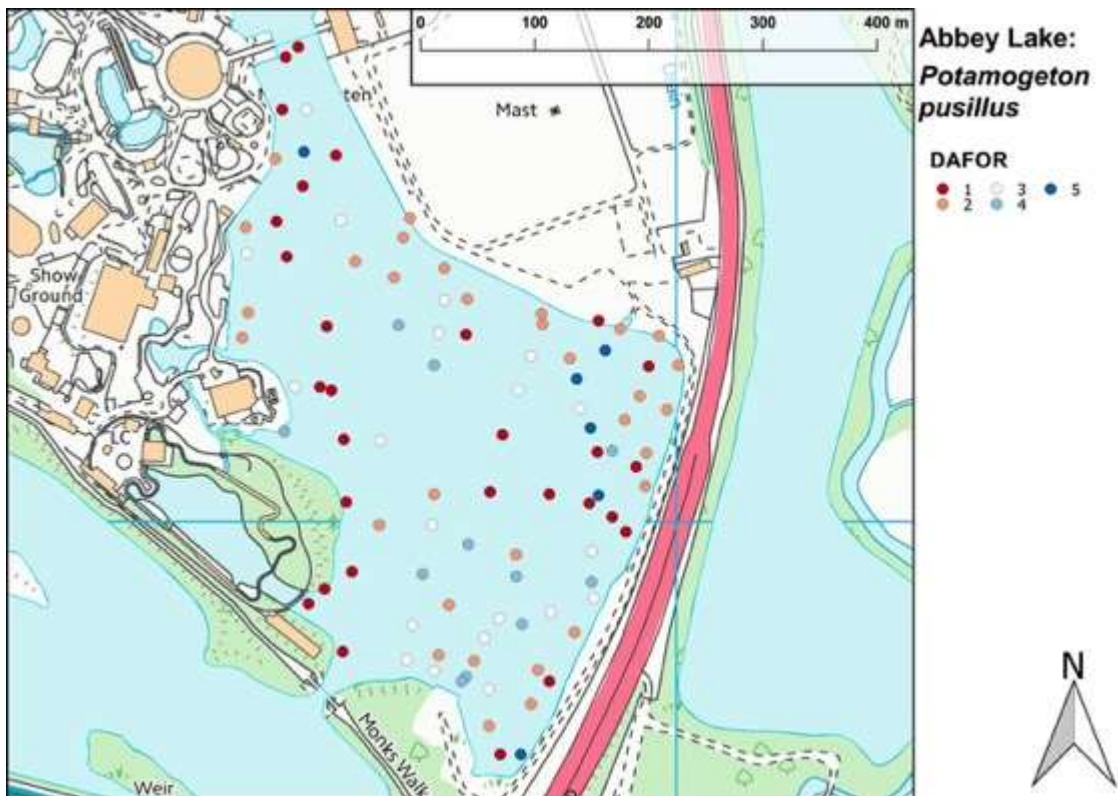 0 100 200 300 400 m
Abbey Lake:
Potamogeton
pusillus
Mast
DAFOR
1 3 5
2 4
Show
Ground
LC
N
Monks Walk
Weir